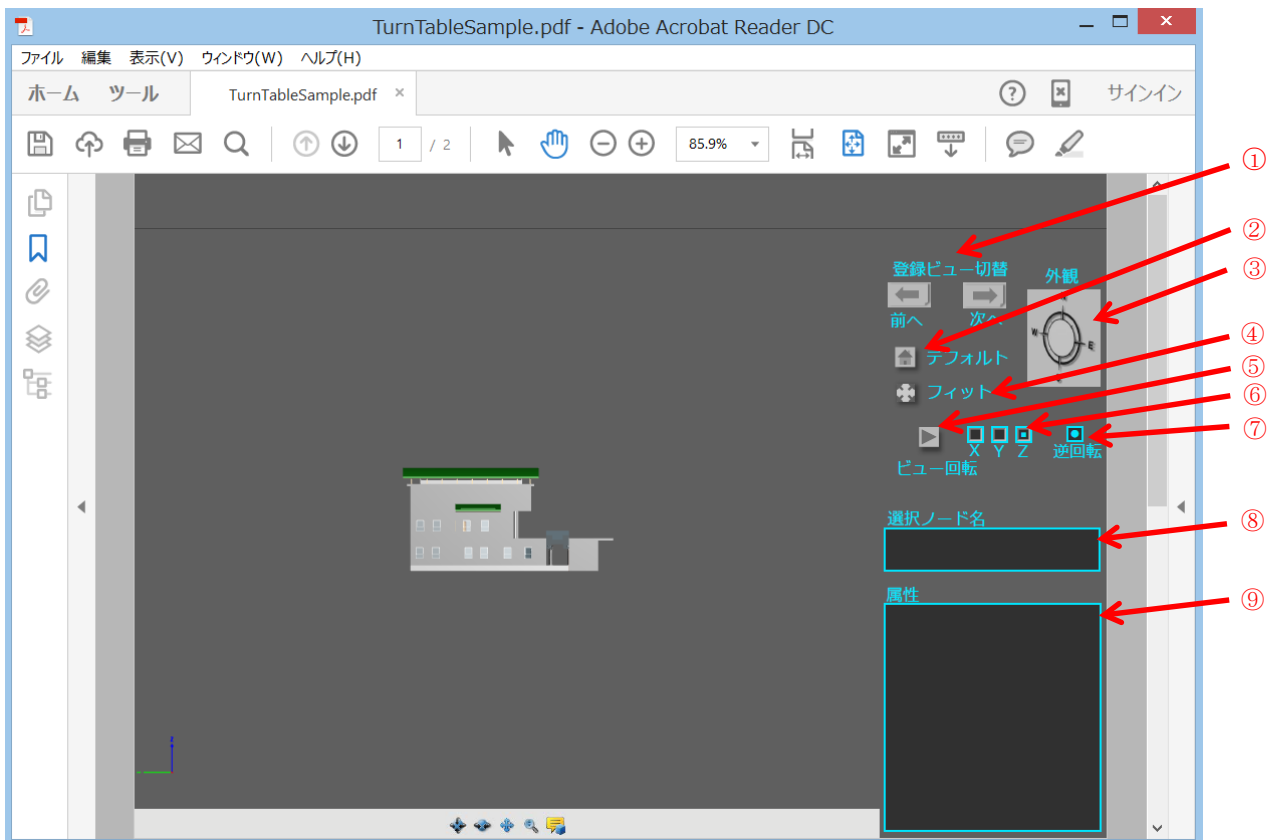 TurnTableSample.pdf - Adobe Acrobat Reader DC
ファイル 編集 表示(V) ウィンドウ(W) ヘルプ(H)
ホーム ツール TurnTableSample.pdf × ? サインイン
1 / 2 85.9%
①
②
③
④
⑤
⑥
⑦
⑧
⑨
登録ビュー切替
外観
前へ 次へ
W E
テフォルト
フィット
X Y Z 逆回転
ビュー回転
選択ノード名
属性